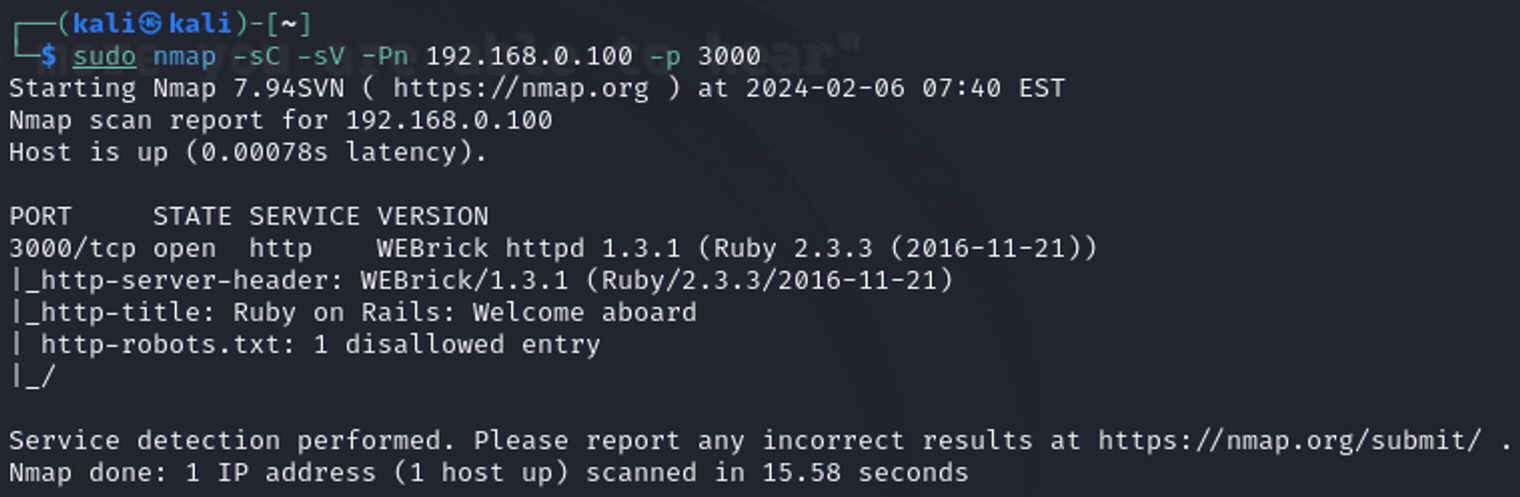 ┌──(kali㉿kali)-[~]
└─$ sudo nmap -sC -sV -Pn 192.168.0.100 -p 3000
Starting Nmap 7.94SVN ( https://nmap.org ) at 2024-02-06 07:40 EST
Nmap scan report for 192.168.0.100
Host is up (0.00078s latency).
PORT     STATE SERVICE VERSION
3000/tcp open  http    WEBrick httpd 1.3.1 (Ruby 2.3.3 (2016-11-21))
|_http-server-header: WEBrick/1.3.1 (Ruby/2.3.3/2016-11-21)
|_http-title: Ruby on Rails: Welcome aboard
| http-robots.txt: 1 disallowed entry
|_/
Service detection performed. Please report any incorrect results at https://nmap.org/submit/ .
Nmap done: 1 IP address (1 host up) scanned in 15.58 seconds